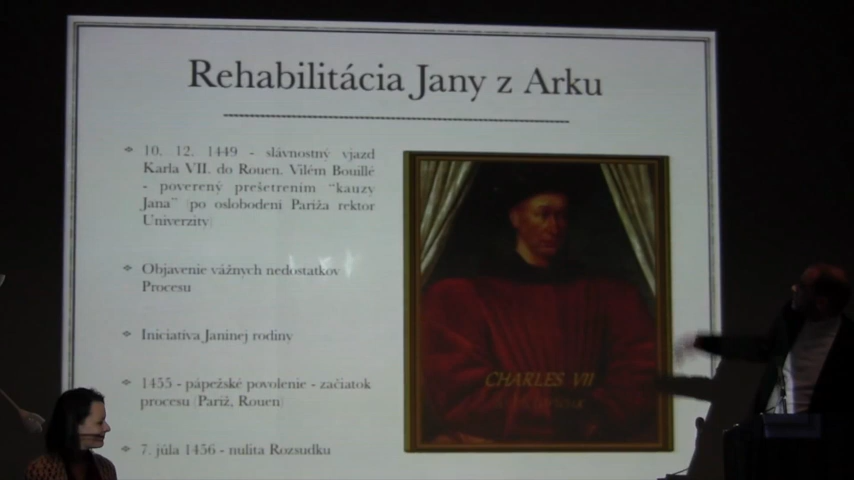 Rehabilitácia Jany z Arku
10. 12. 1449 - slávnostný vjazd
Karla VII. do Rouen. Vilém Bouillé
- poverený prešetrením "kauzy
Jana" (po oslobodení Paríža rektor
Univerzity)
Objavenie vážnych nedostatkov
Procesu
Iniciatíva Janinej rodiny
1455 - pápežské povolenie - začiatok
procesu (Paríž, Rouen)
7. júla 1456 - nulita Rozsudku
CHARLES VII